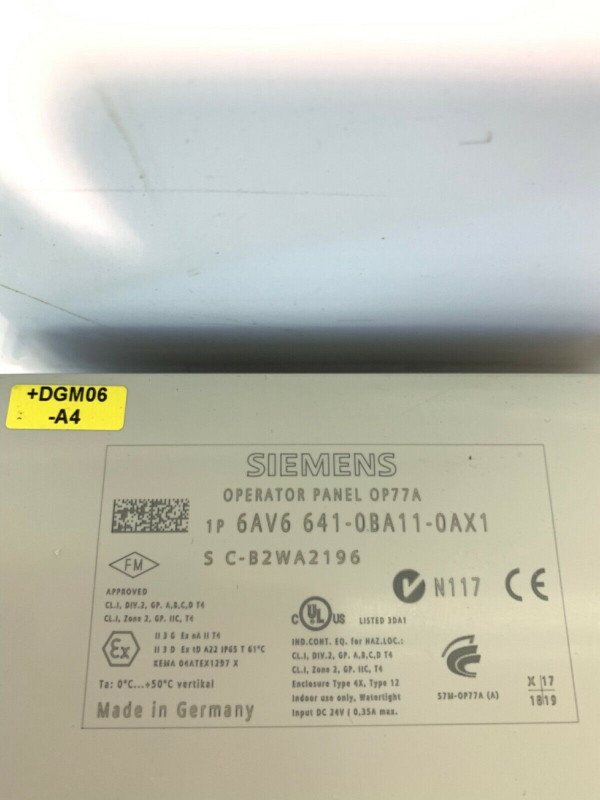 +DGM06
-A4
SIEMENS
OPERATOR PANEL OP77A
1P 6AV6 641-0BA11-0AX1
S C-B2WA2196
FM
APPROVED
CL.I, DIV.2, GP. A,B,C,D T4
CL.I, Zone 2, GP. IIC, T4
N117
CE
Ex
II 3 G Ex nA II T4
II 3 D Ex tD A22 IP65 T 61°C
KEMA 04ATEX1297 X
Ta: 0°C...+50°C vertikal
Made in Germany
c UL US LISTED 3DA1
IND.CONT. EQ. for HAZ.LOC.:
CL.I, DIV.2, GP. A,B,C,D T4
CL.I, Zone 2, GP. IIC, T4
Enclosure Type 4X, Type 12
Indoor use only, Watertight
Input DC 24V / 0,35A max.
S7M-OP77A (A)
X 17
18 19